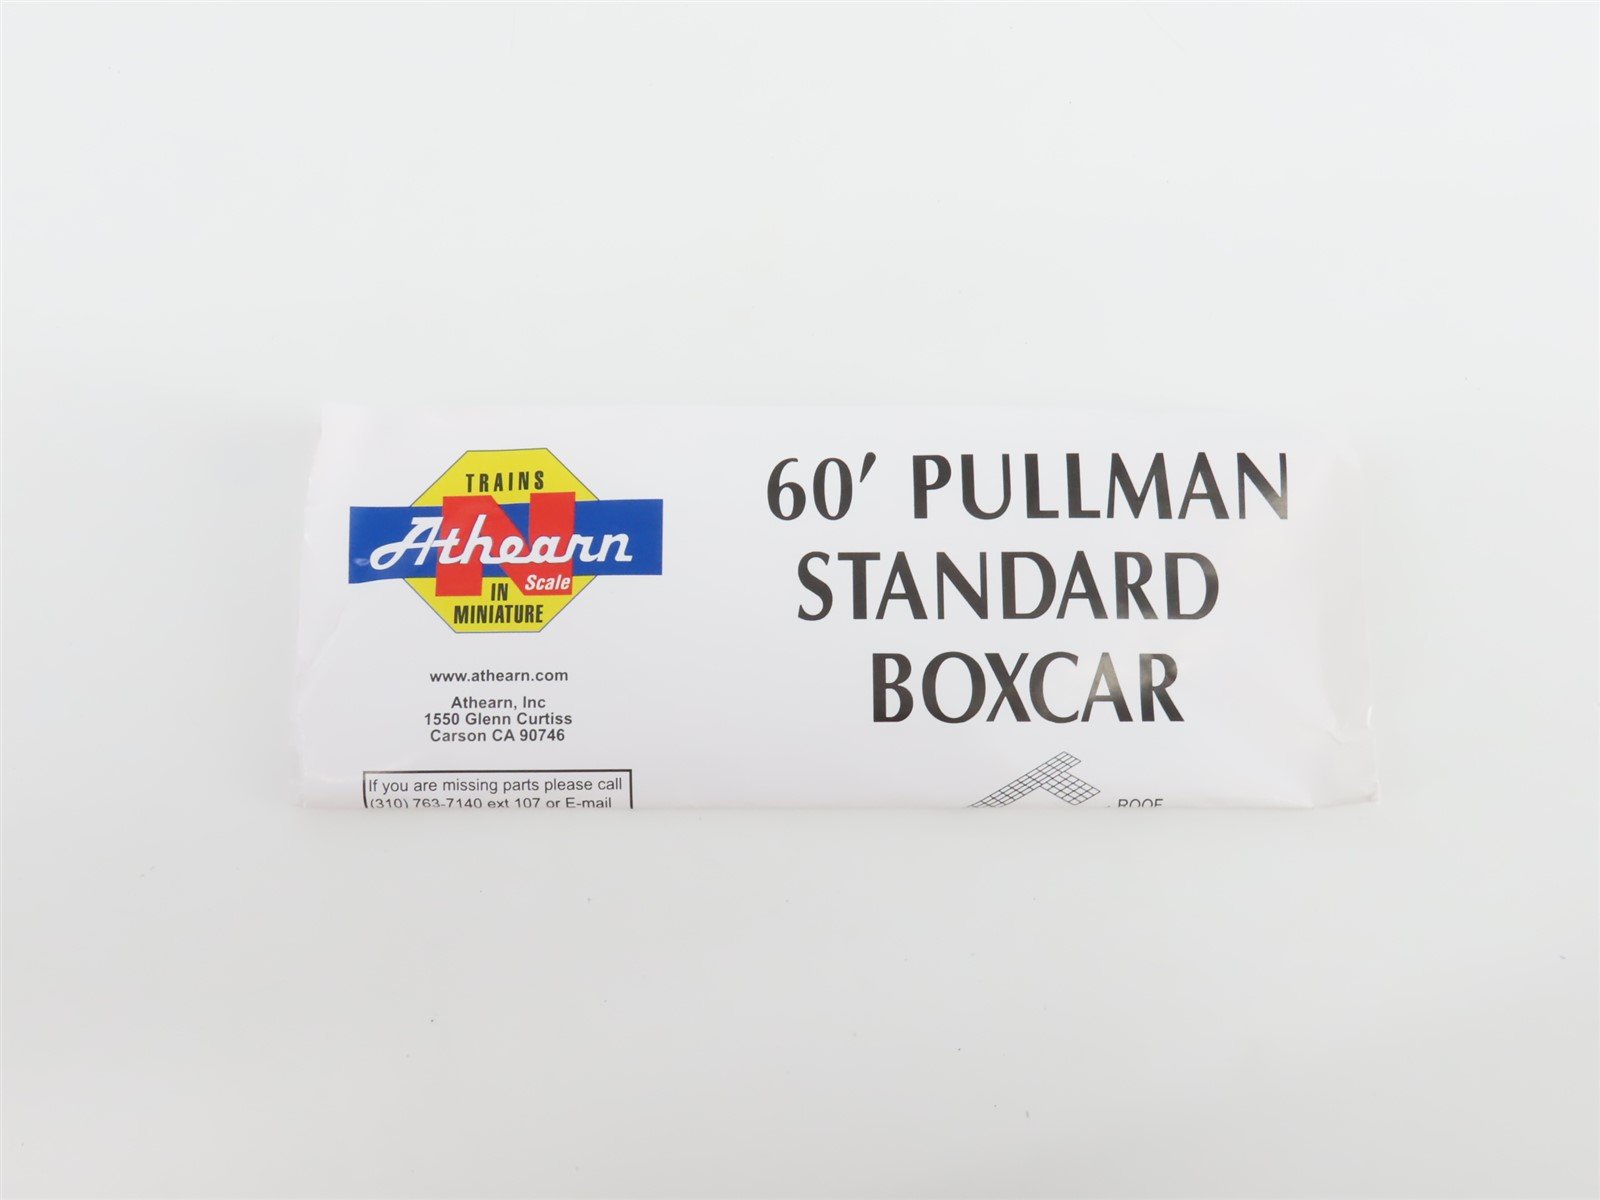 TRAINS
Athearn
N
Scale
IN
MINIATURE
www.athearn.com
Athearn, Inc
1550 Glenn Curtiss
Carson CA 90746
If you are missing parts please call
(310) 763-7140 ext 107 or E-mail
60' PULLMAN
STANDARD
BOXCAR
ROOF